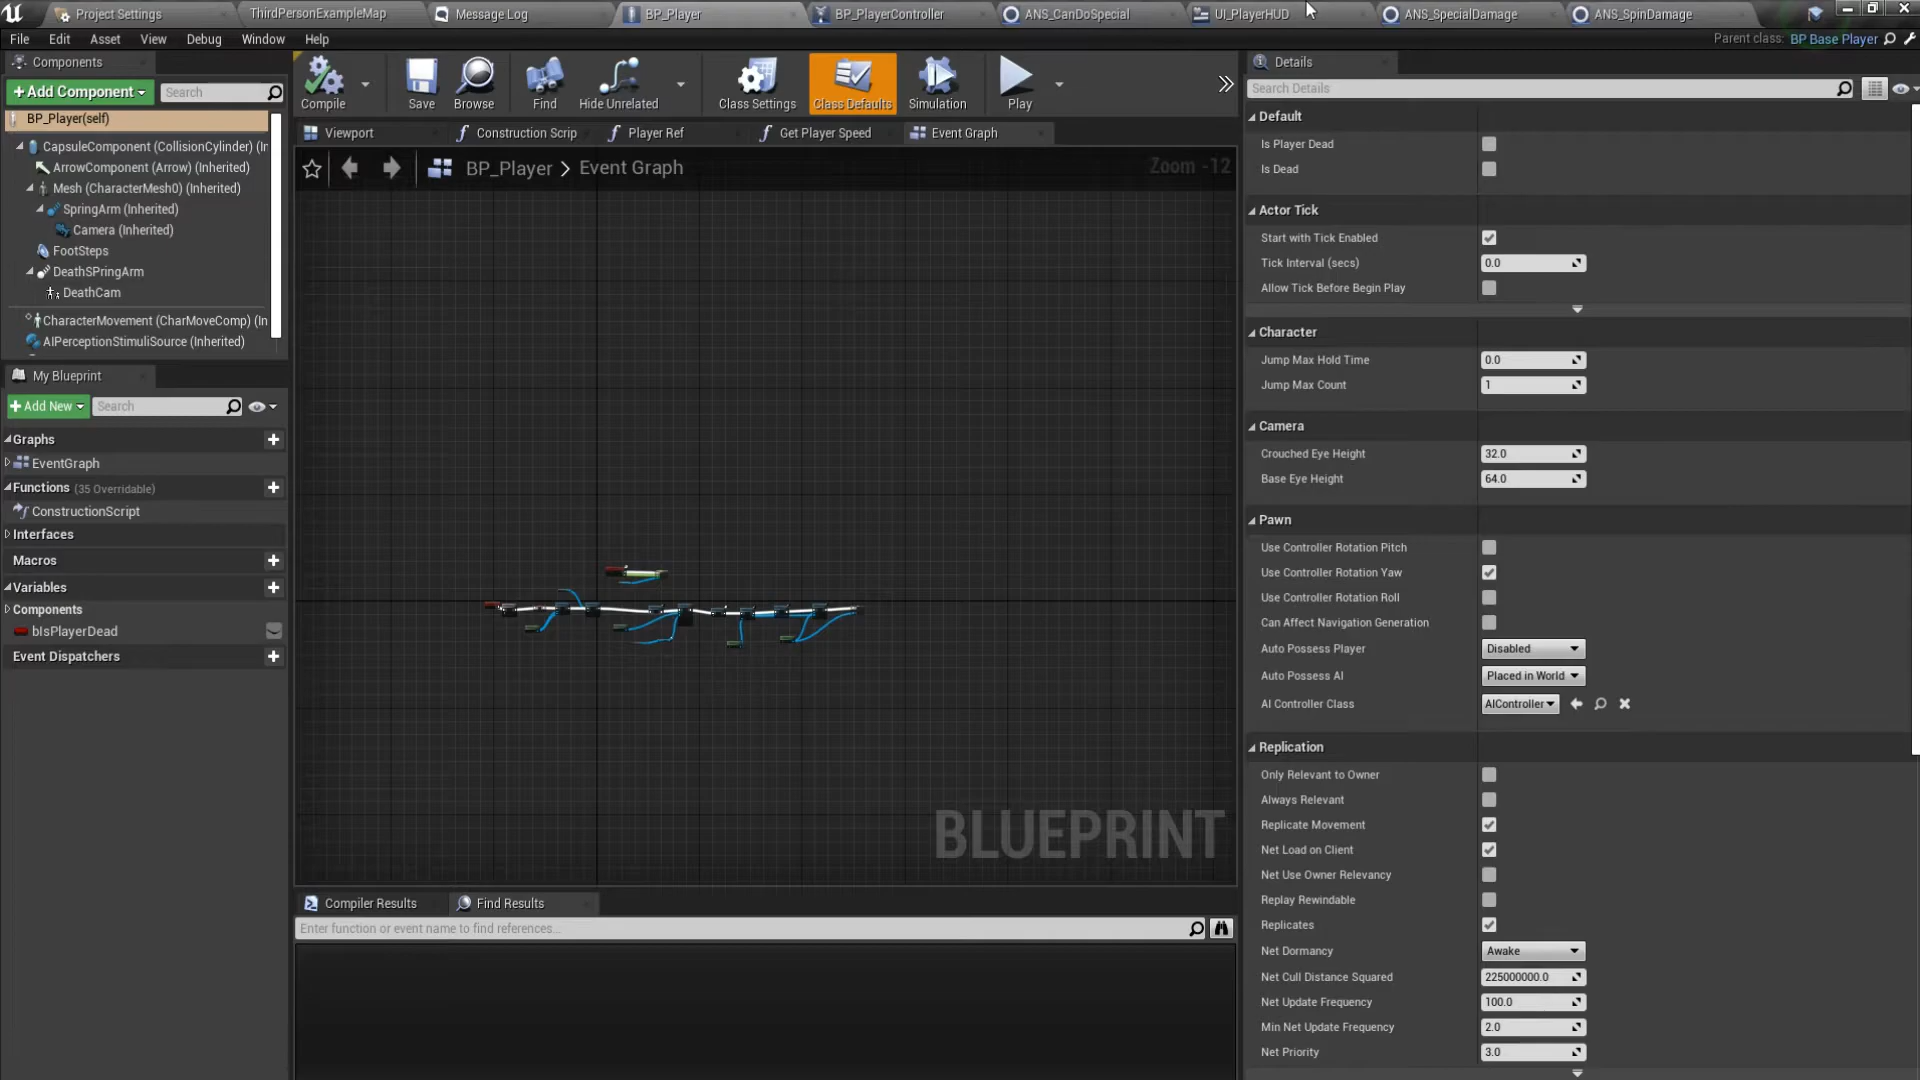 Project Settings
ThirdPersonExampleMap
Message Log
BP_Player
BP_PlayerController
ANS_CanDoSpecial
UI_PlayerHUD
ANS_SpecialDamage
ANS_SpinDamage
File Edit Asset View Debug Window Help
Parent class: BP Base Player
Components
+Add Component
Search
BP_Player(self)
CapsuleComponent (CollisionCylinder) (In
ArrowComponent (Arrow) (Inherited)
Mesh (CharacterMesh0) (Inherited)
SpringArm (Inherited)
Camera (Inherited)
FootSteps
DeathSPringArm
DeathCam
CharacterMovement (CharMoveComp) (In
AIPerceptionStimuliSource (Inherited)
My Blueprint
+Add New
Search
Graphs
EventGraph
Functions (35 Overridable)
ConstructionScript
Interfaces
Macros
Variables
Components
bIsPlayerDead
Event Dispatchers
Compile
Save
Browse
Find
Hide Unrelated
Class Settings
Class Defaults
Simulation
Play
Viewport
Construction Scrip
Player Ref
Get Player Speed
Event Graph
BP_Player > Event Graph
Zoom -12
BLUEPRINT
Compiler Results
Find Results
Enter function or event name to find references...
Details
Search Details
Default
Is Player Dead
Is Dead
Actor Tick
Start with Tick Enabled
Tick Interval (secs) 0.0
Allow Tick Before Begin Play
Character
Jump Max Hold Time 0.0
Jump Max Count 1
Camera
Crouched Eye Height 32.0
Base Eye Height 64.0
Pawn
Use Controller Rotation Pitch
Use Controller Rotation Yaw
Use Controller Rotation Roll
Can Affect Navigation Generation
Auto Possess Player Disabled
Auto Possess AI Placed in World
AI Controller Class AIController
Replication
Only Relevant to Owner
Always Relevant
Replicate Movement
Net Load on Client
Net Use Owner Relevancy
Replay Rewindable
Replicates
Net Dormancy Awake
Net Cull Distance Squared 225000000.0
Net Update Frequency 100.0
Min Net Update Frequency 2.0
Net Priority 3.0